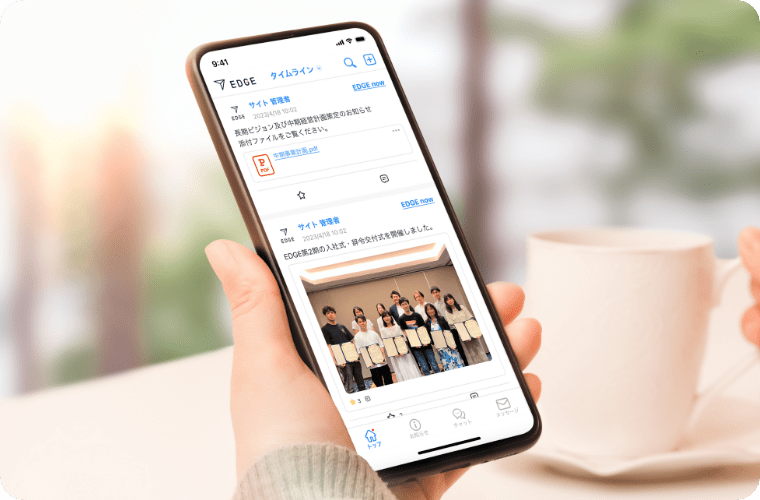 9:41
EDGE
タイムライン
EDGE now
サイト 管理者
EDGE
2023/4/18 10:02
長期ビジョン及び中期経営計画策定のお知らせ
添付ファイルをご覧ください。
中期事業計画.pdf
PDF
EDGE now
サイト 管理者
EDGE
2023/4/18 10:02
EDGE第2期の入社式・辞令交付式を開催しました。
3
トップ
お知らせ
チャット
メッセージ